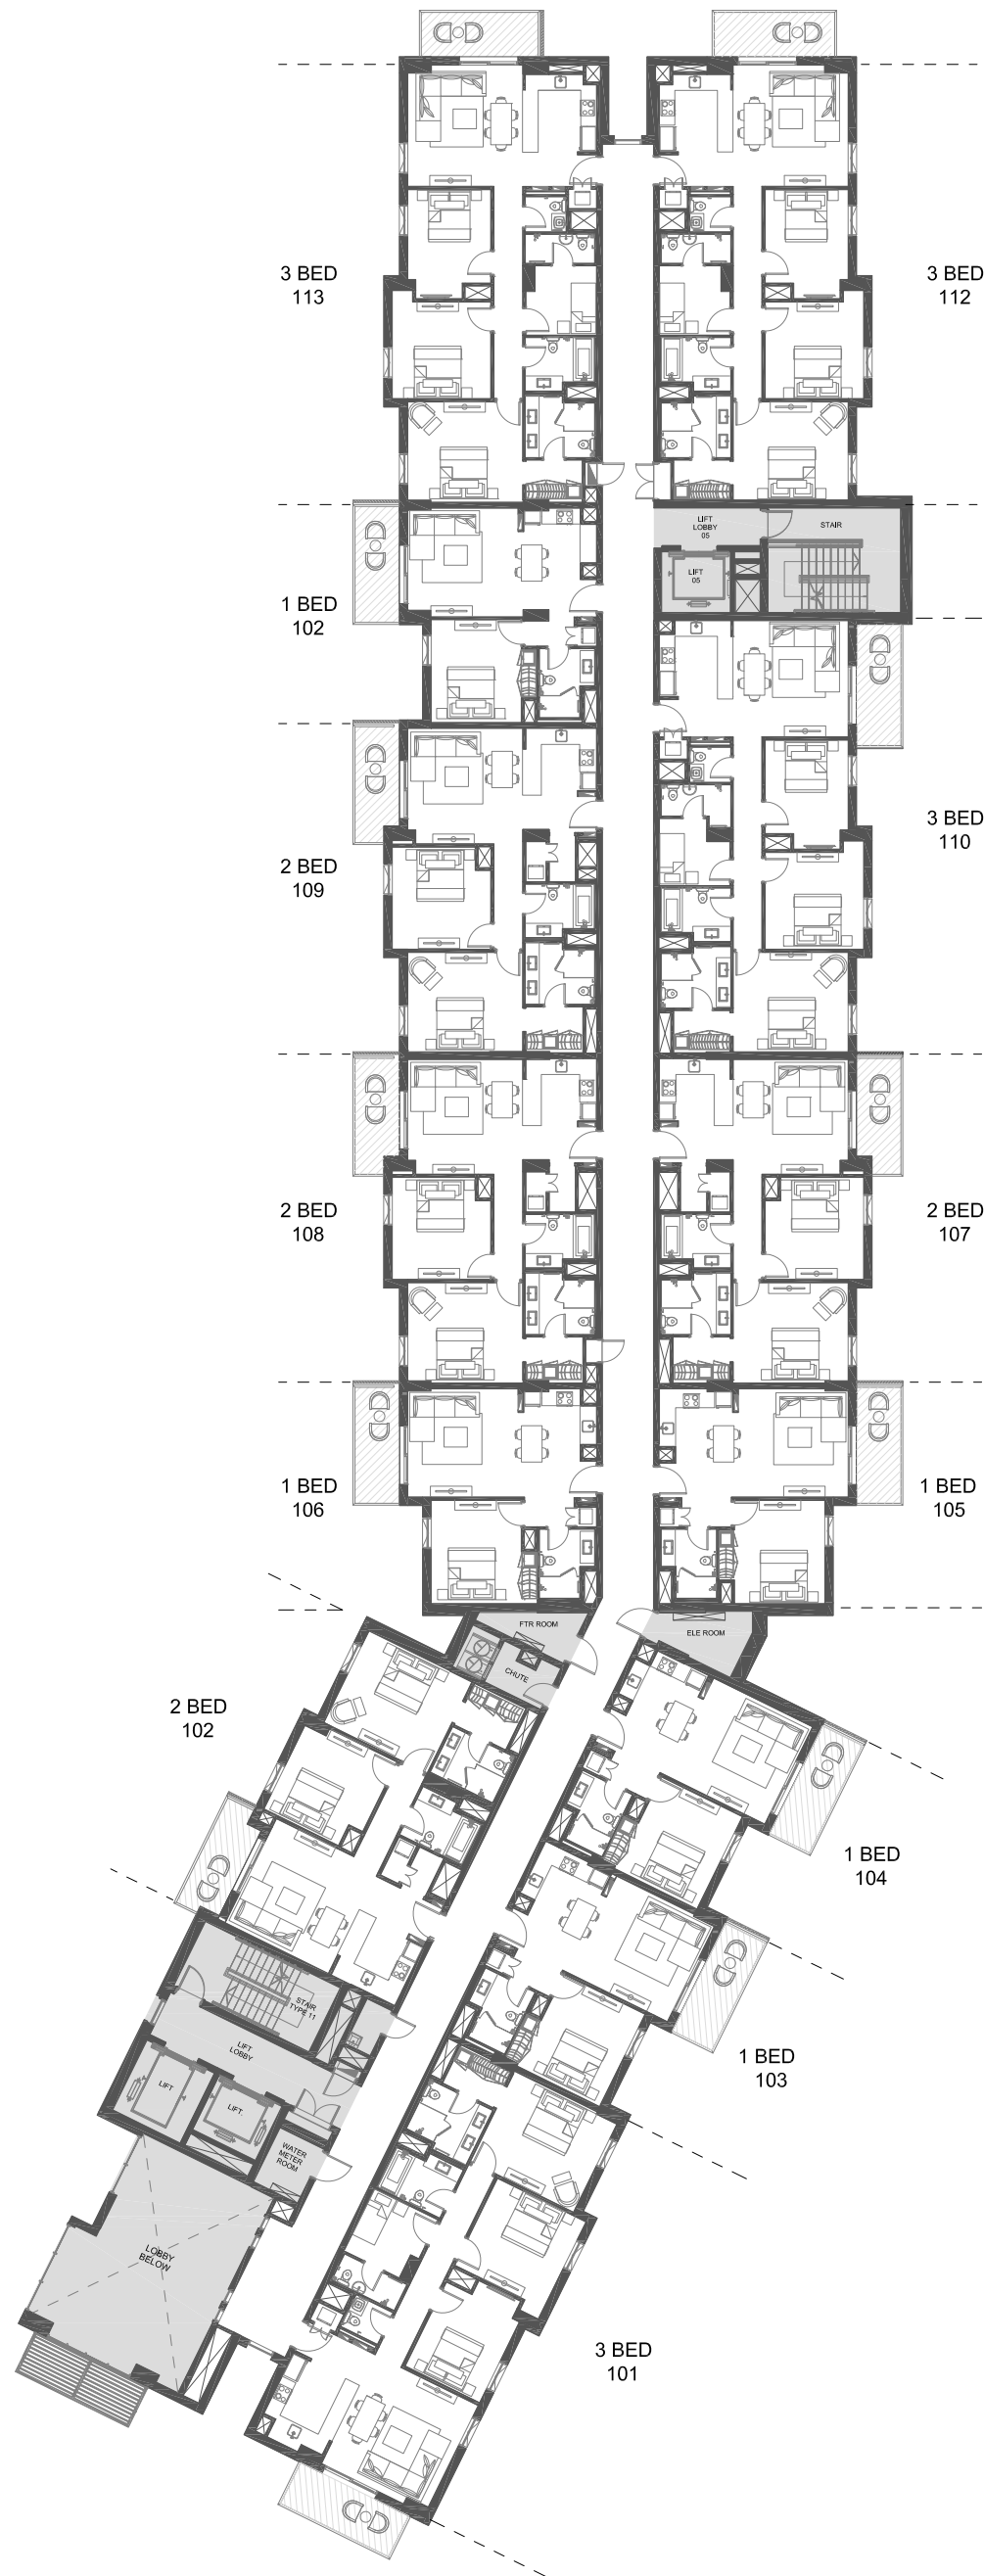 3 BED
113
3 BED
112
LIFT
LOBBY
05
STAIR
LIFT
05
1 BED
102
3 BED
110
2 BED
109
2 BED
108
2 BED
107
1 BED
106
1 BED
105
FTR ROOM
ELE ROOM
CHUTE
2 BED
102
1 BED
104
STAIR
TYPE 11
LIFT
LOBBY
LIFT
LIFT.
1 BED
103
WATER
METER
ROOM
LOBBY
BELOW
3 BED
101